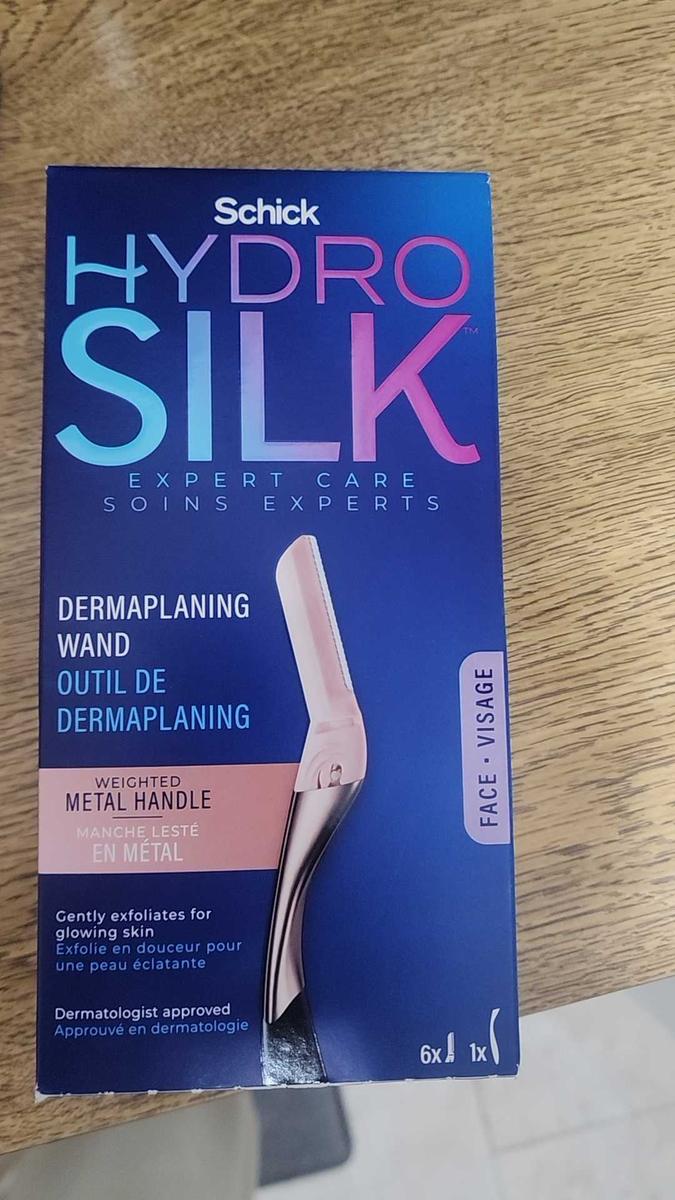 Schick
HYDRO
SILK™
EXPERT CARE
SOINS EXPERTS
DERMAPLANING
WAND
OUTIL DE
DERMAPLANING
WEIGHTED
METAL HANDLE
MANCHE LESTÉ
EN MÉTAL
FACE • VISAGE
Gently exfoliates for
glowing skin
Exfolie en douceur pour
une peau éclatante
Dermatologist approved
Approuvé en dermatologie
6x 1x